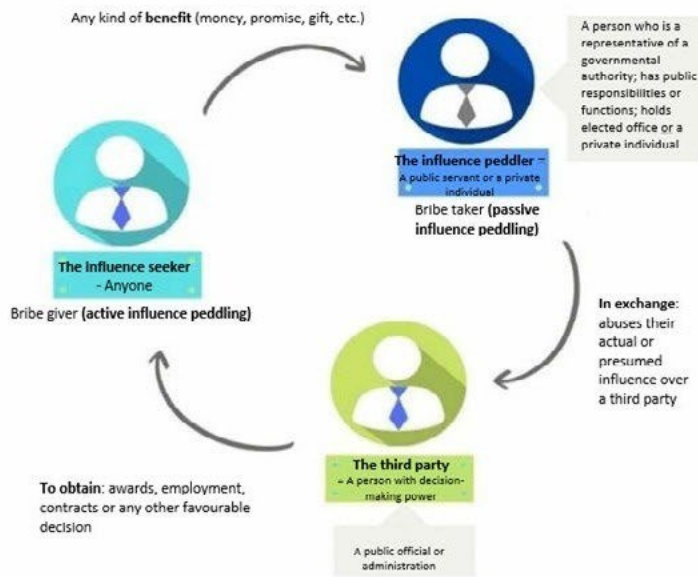 Any kind of benefit (money, promise, gift, etc.)
A person who is a
representative of a
governmental
authority; has public
responsibilities or
functions; holds
elected office or a
private individual
The influence peddler =
A public servant or a private
individual
Bribe taker (passive
influence peddling)
The influence seeker
- Anyone
Bribe giver (active influence peddling)
In exchange:
abuses their
actual or
presumed
influence over
a third party
The third party
= A person with decision-
making power
To obtain: awards, employment,
contracts or any other favourable
decision
A public official or
administration